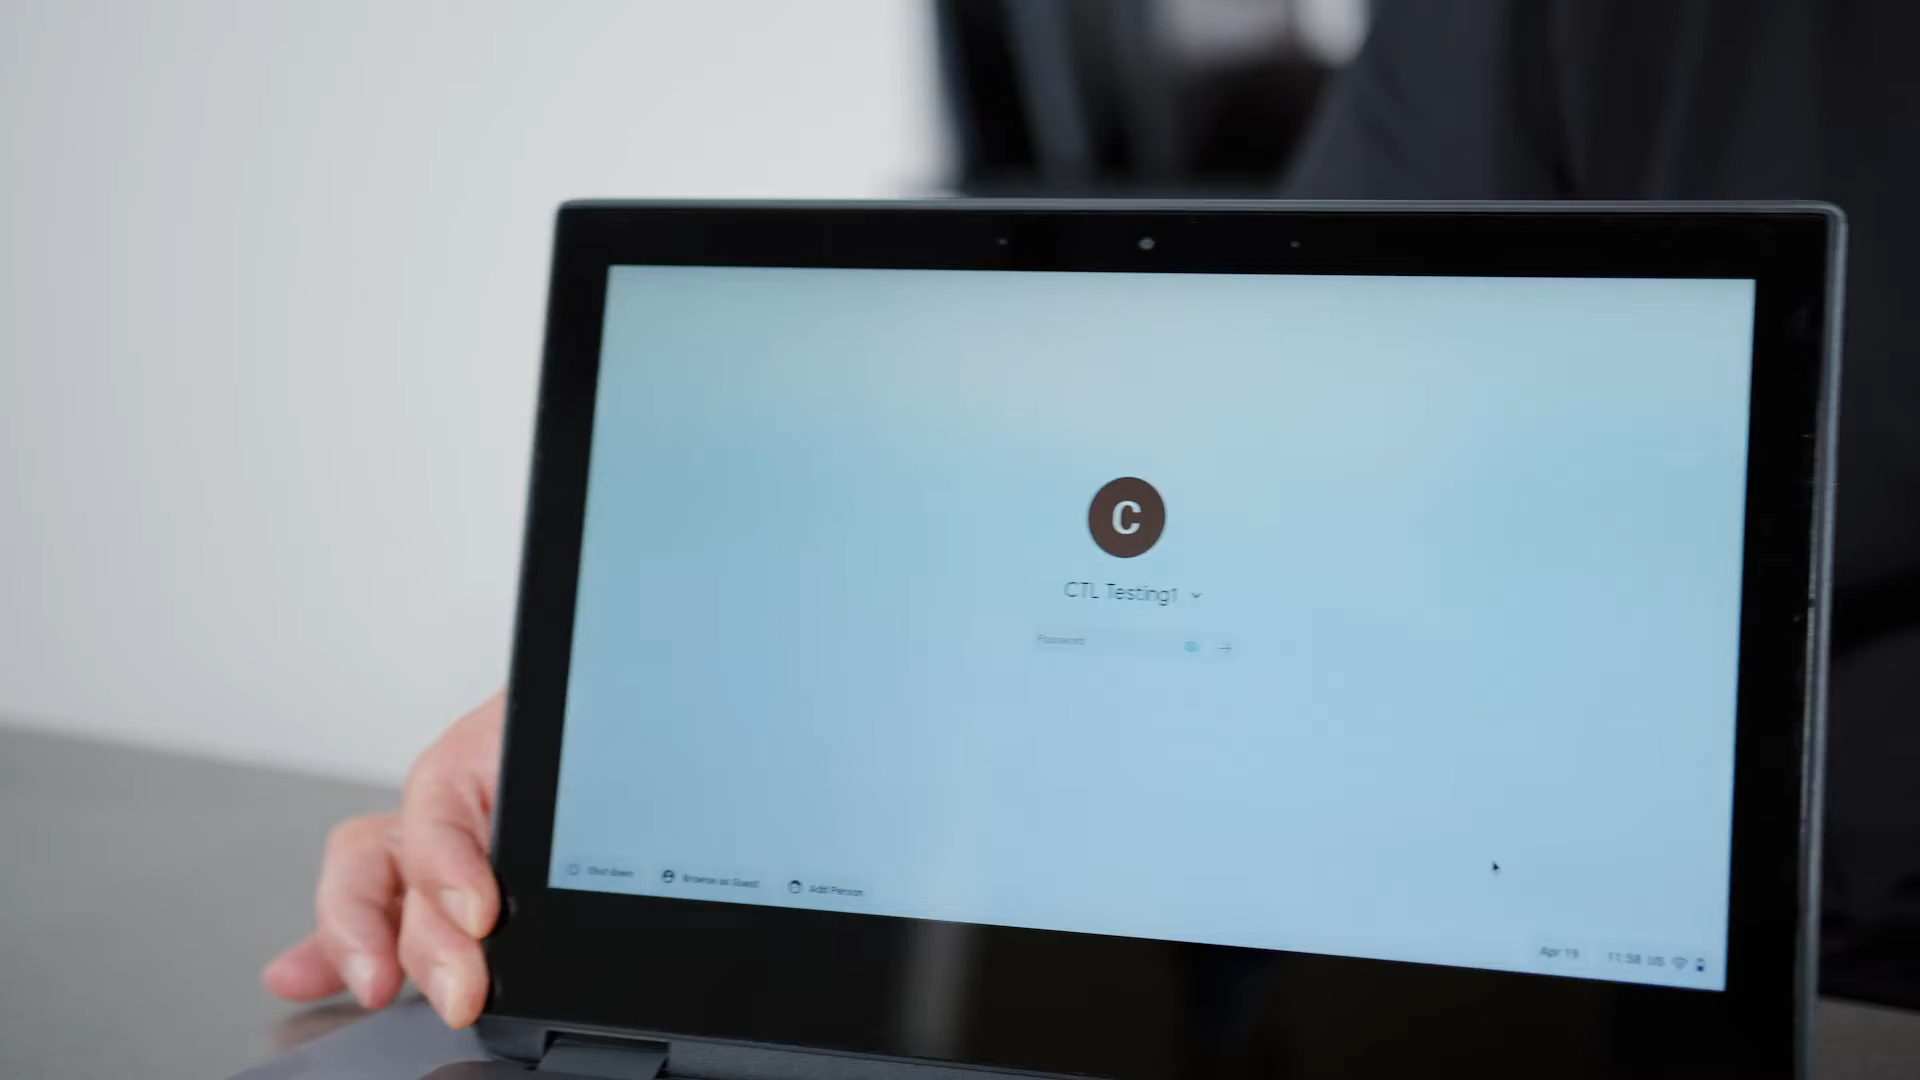 C
CTL Testing1
Password
Shut down
Browse as Guest
Add Person
Apr 19
11:58 US